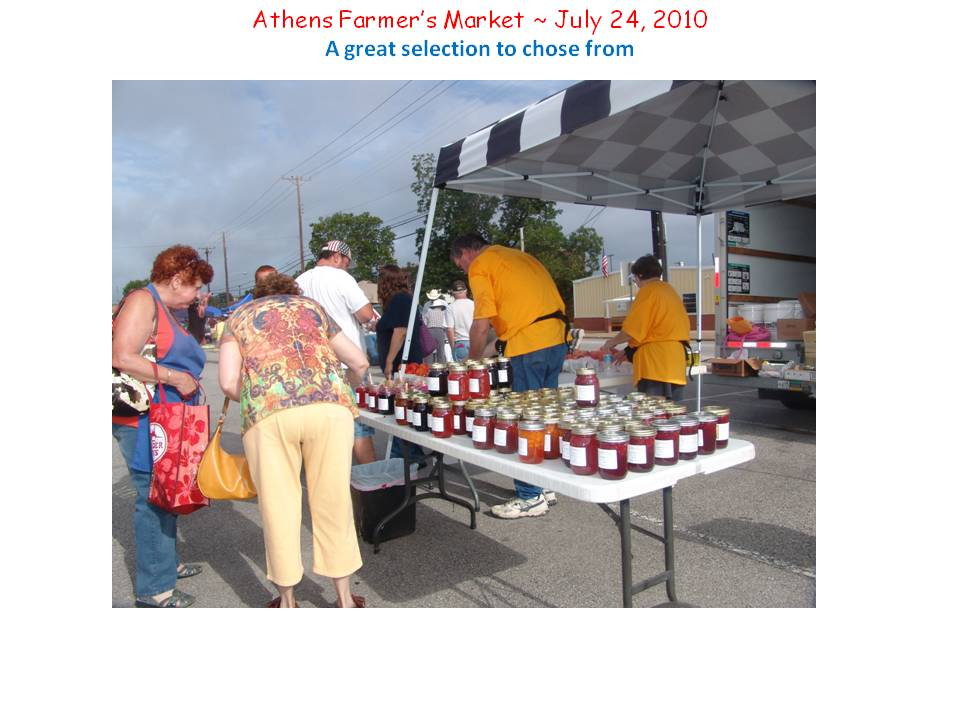 Athens Farmer's Market ~ July 24, 2010
A great selection to chose from